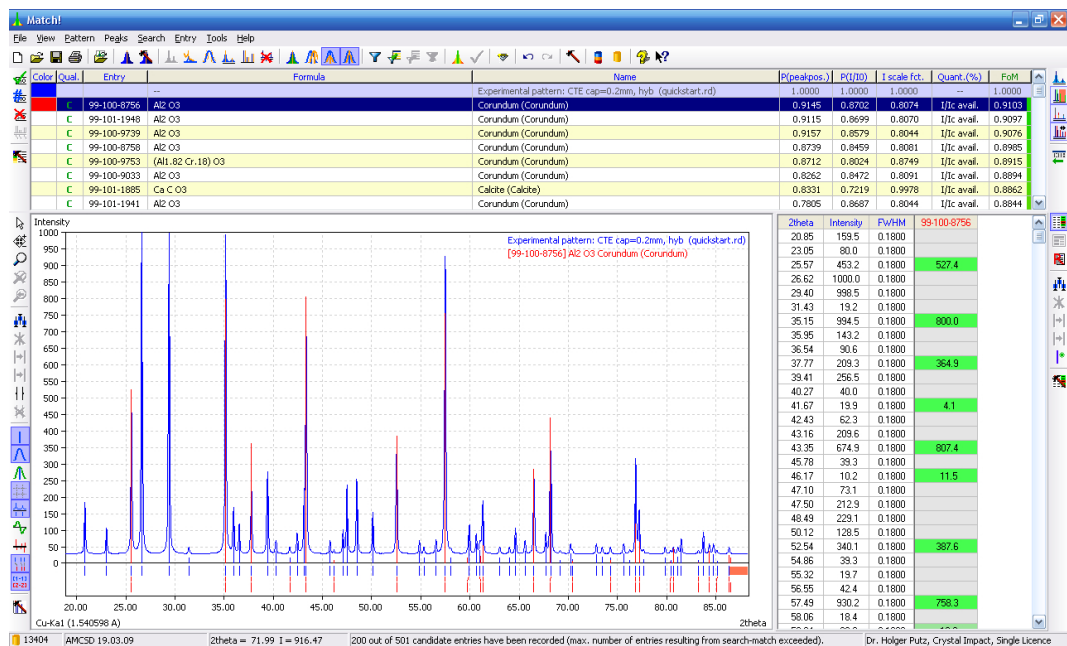 Match!
File View Pattern Peaks Search Entry Tools Help
Color Qual. Entry Formula Name P(peakpos.) P(I/I0) I scale fct. Quant.(%) FoM
-- Experimental pattern: CTE cap=0.2mm, hyb (quickstart.rd) 1.0000 1.0000 1.0000 -- 1.0000
C 99-100-8756 Al2 O3 Corundum (Corundum) 0.9145 0.8702 0.8074 I/Ic avail. 0.9103
C 99-101-1948 Al2 O3 Corundum (Corundum) 0.9115 0.8699 0.8070 I/Ic avail. 0.9097
C 99-100-9739 Al2 O3 Corundum (Corundum) 0.9157 0.8579 0.8044 I/Ic avail. 0.9076
C 99-100-8758 Al2 O3 Corundum (Corundum) 0.8739 0.8459 0.8081 I/Ic avail. 0.8985
C 99-100-9753 (Al1.82 Cr.18) O3 Corundum (Corundum) 0.8712 0.8024 0.8749 I/Ic avail. 0.8915
C 99-100-9033 Al2 O3 Corundum (Corundum) 0.8262 0.8472 0.8091 I/Ic avail. 0.8894
C 99-101-1885 Ca C O3 Calcite (Calcite) 0.8331 0.7219 0.9978 I/Ic avail. 0.8862
C 99-101-1941 Al2 O3 Corundum (Corundum) 0.7805 0.8687 0.8044 I/Ic avail. 0.8844
Intensity
Experimental pattern: CTE cap=0.2mm, hyb (quickstart.rd)
[99-100-8756] Al2 O3 Corundum (Corundum)
1000
950
900
850
800
750
700
650
600
550
500
450
400
350
300
250
200
150
100
50
0
20.00 25.00 30.00 35.00 40.00 45.00 50.00 55.00 60.00 65.00 70.00 75.00 80.00 85.00
Cu-Ka1 (1.540598 A) 2theta
2theta Intensity FWHM 99-100-8756
20.85 159.5 0.1800
23.05 80.0 0.1800
25.57 453.2 0.1800 527.4
26.62 1000.0 0.1800
29.40 998.5 0.1800
31.43 19.2 0.1800
35.15 994.5 0.1800 800.0
35.95 143.2 0.1800
36.54 90.6 0.1800
37.77 209.3 0.1800 364.9
39.41 256.5 0.1800
40.27 40.0 0.1800
41.67 19.9 0.1800 4.1
42.43 62.3 0.1800
43.16 209.6 0.1800
43.35 674.9 0.1800 807.4
45.78 39.3 0.1800
46.17 10.2 0.1800 11.5
47.10 73.1 0.1800
47.50 212.9 0.1800
48.49 229.1 0.1800
50.12 128.5 0.1800
52.54 340.1 0.1800 387.6
54.86 39.3 0.1800
55.32 19.7 0.1800
56.55 42.4 0.1800
57.49 930.2 0.1800 758.3
58.06 18.4 0.1800
13404 AMCSD 19.03.09 2theta = 71.99 I = 916.47 200 out of 501 candidate entries have been recorded (max. number of entries resulting from search-match exceeded). Dr. Holger Putz, Crystal Impact, Single Licence